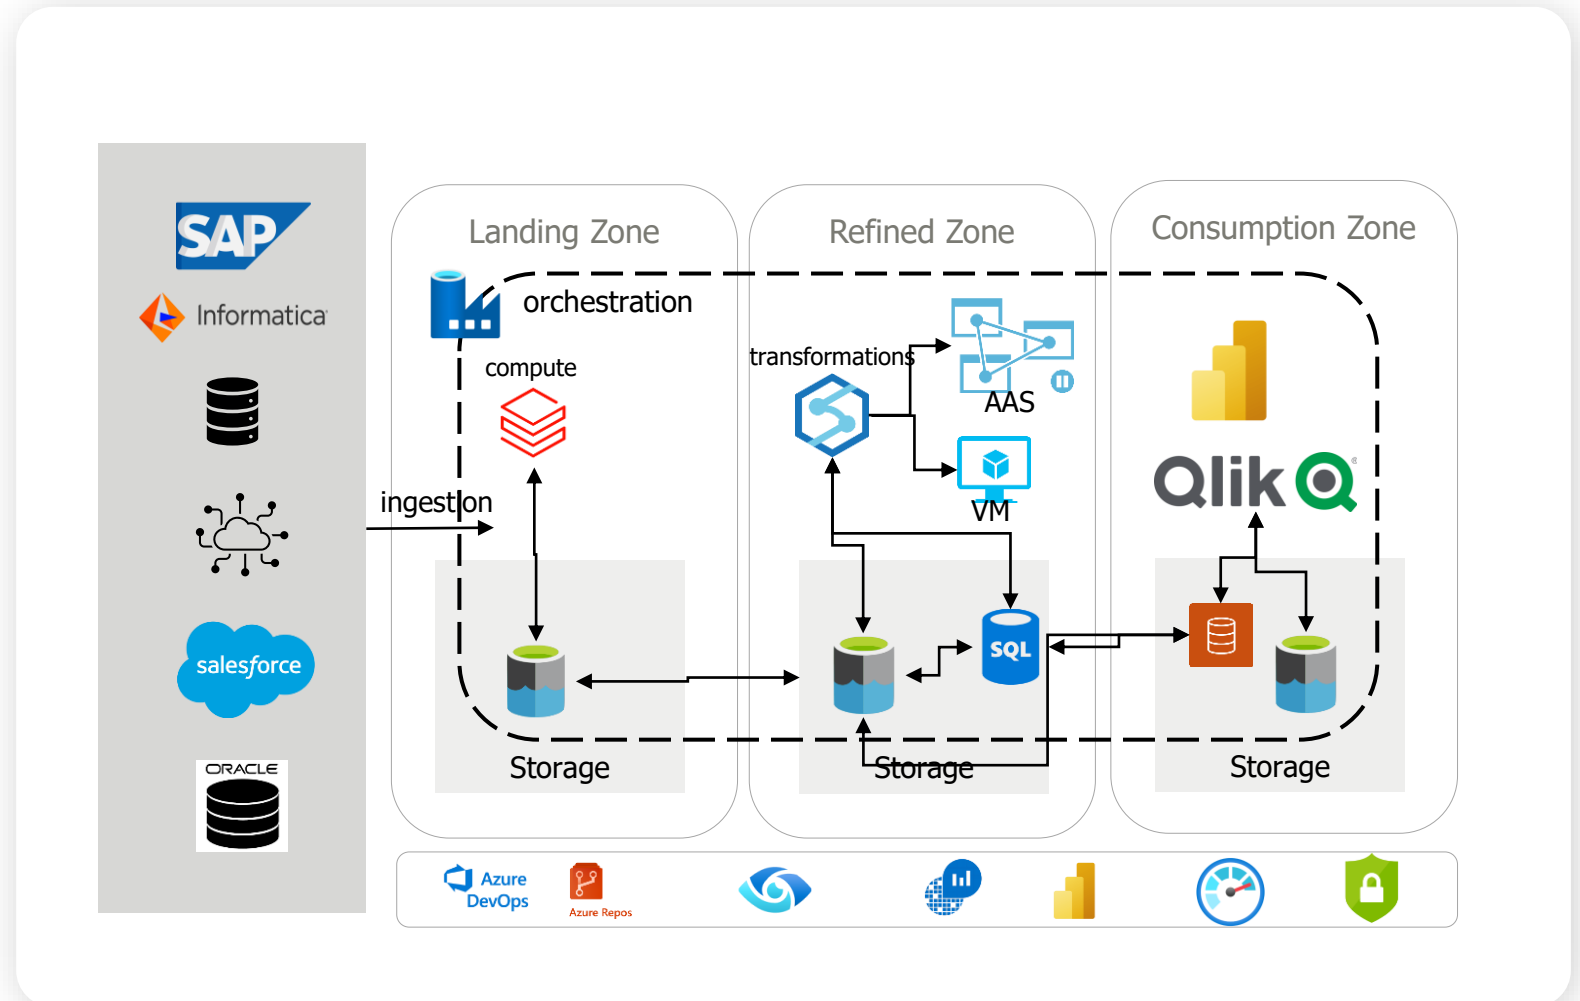 SAP
Informatica
salesforce
ORACLE
ingestion
Landing Zone
orchestration
compute
Storage
Refined Zone
transformations
AAS
VM
SQL
Storage
Consumption Zone
Qlik
Storage
Azure
DevOps
Azure Repos